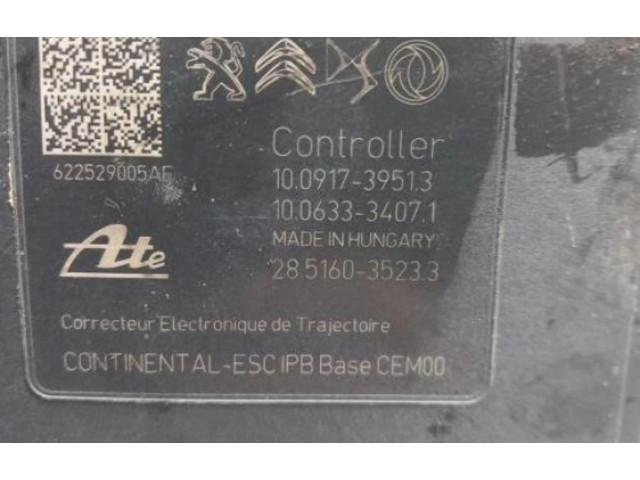 622529005AE
Controller
10.0917-3951.3
10.0633-3407.1
MADE IN HUNGARY
28.5160-3523.3
Ate
Correcteur Electronique de Trajectoire
CONTINENTAL-ESC IPB Base CEM00